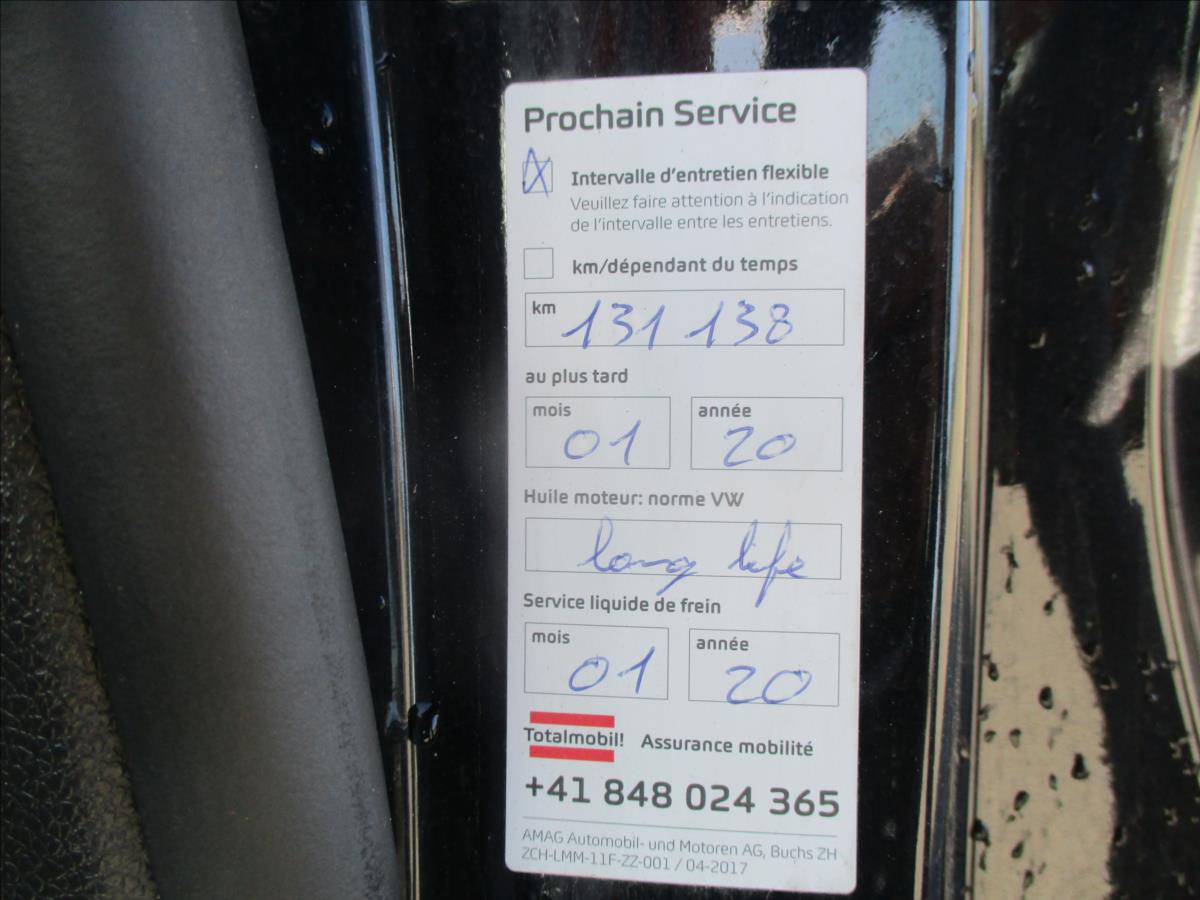 Prochain Service
Intervalle d'entretien flexible
Veuillez faire attention à l'indication
de l'intervalle entre les entretiens.
km/dépendant du temps
km 131 138
au plus tard
mois 01 année 20
Huile moteur: norme VW
long life
Service liquide de frein
mois 01 année 20
Totalmobil! Assurance mobilité
+41 848 024 365
AMAG Automobil- und Motoren AG, Buchs ZH
ZCH-LMM-11F-ZZ-001 / 04-2017